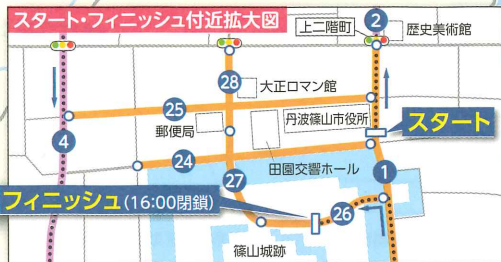 スタート・フィニッシュ付近拡大図
上二階町
2
歴史美術館
28
大正ロマン館
25
丹波篠山市役所
スタート
郵便局
4
24
田園交響ホール
27
1
フィニッシュ(16:00閉鎖)
26
篠山城跡